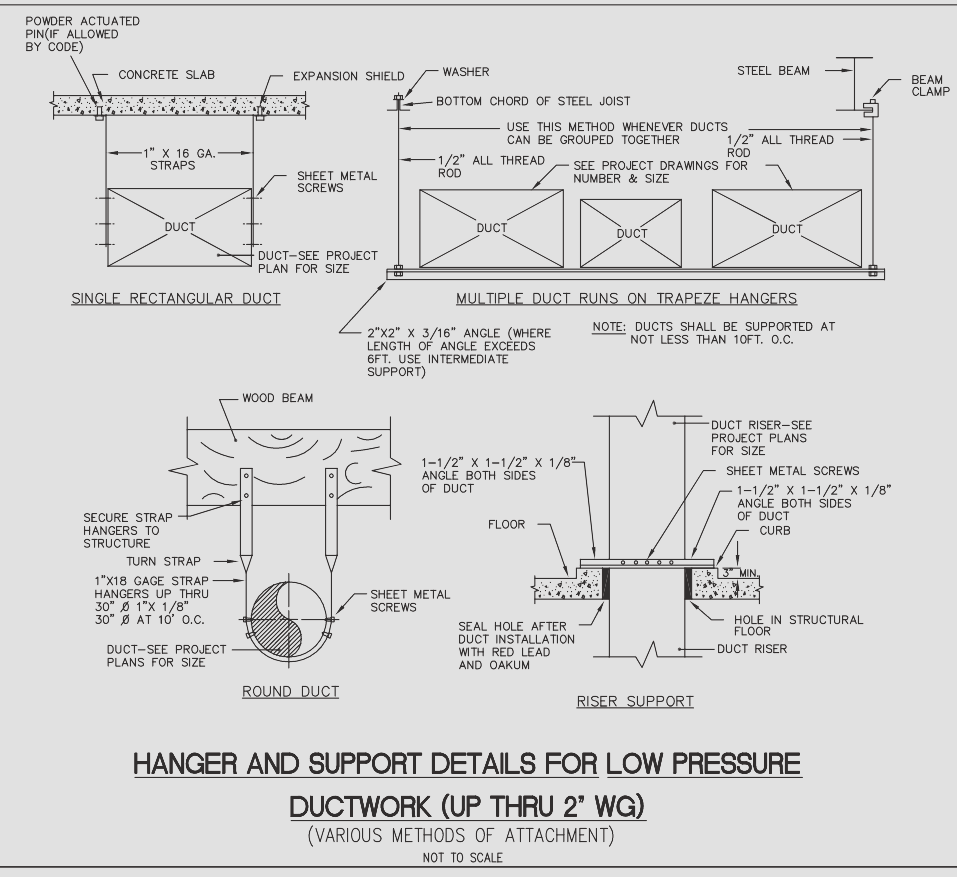 POWDER ACTUATED
PIN(IF ALLOWED
BY CODE)
CONCRETE SLAB
EXPANSION SHIELD
1" X 16 GA.
STRAPS
SHEET METAL
SCREWS
DUCT
DUCT-SEE PROJECT
PLAN FOR SIZE
SINGLE RECTANGULAR DUCT
WASHER
BOTTOM CHORD OF STEEL JOIST
STEEL BEAM
BEAM
CLAMP
USE THIS METHOD WHENEVER DUCTS
CAN BE GROUPED TOGETHER
1/2" ALL THREAD
ROD
1/2" ALL THREAD
ROD
SEE PROJECT DRAWINGS FOR
NUMBER & SIZE
DUCT
DUCT
DUCT
MULTIPLE DUCT RUNS ON TRAPEZE HANGERS
2"X2" X 3/16" ANGLE (WHERE
LENGTH OF ANGLE EXCEEDS
6FT. USE INTERMEDIATE
SUPPORT)
NOTE: DUCTS SHALL BE SUPPORTED AT
NOT LESS THAN 10FT. O.C.
WOOD BEAM
SECURE STRAP
HANGERS TO
STRUCTURE
TURN STRAP
1"X18 GAGE STRAP
HANGERS UP THRU
30" Ø 1"X 1/8"
30" Ø AT 10' O.C.
SHEET METAL
SCREWS
DUCT-SEE PROJECT
PLANS FOR SIZE
ROUND DUCT
DUCT RISER-SEE
PROJECT PLANS
FOR SIZE
1-1/2" X 1-1/2" X 1/8"
ANGLE BOTH SIDES
OF DUCT
SHEET METAL SCREWS
1-1/2" X 1-1/2" X 1/8"
ANGLE BOTH SIDES
OF DUCT
FLOOR
CURB
3" MIN.
SEAL HOLE AFTER
DUCT INSTALLATION
WITH RED LEAD
AND OAKUM
HOLE IN STRUCTURAL
FLOOR
DUCT RISER
RISER SUPPORT
HANGER AND SUPPORT DETAILS FOR LOW PRESSURE
DUCTWORK (UP THRU 2" WG)
(VARIOUS METHODS OF ATTACHMENT)
NOT TO SCALE